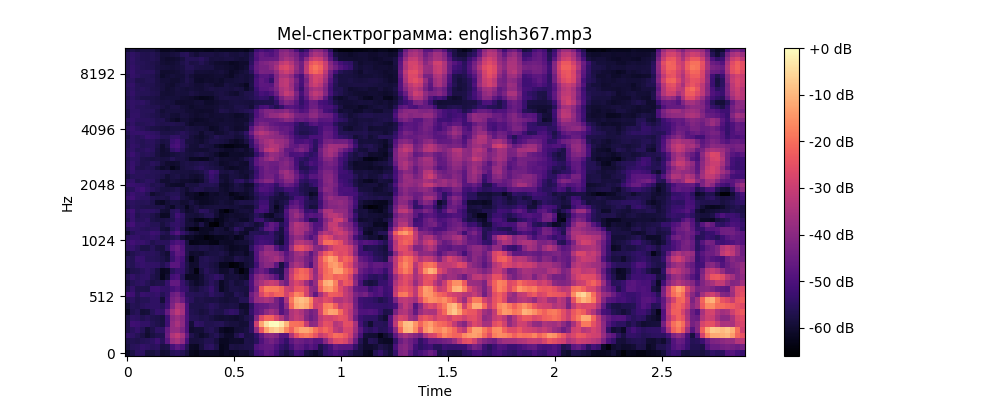 Mel-спектрограмма: english367.mp3
+0 dB
8192
-10 dB
4096
-20 dB
2048
-30 dB
Hz
1024
-40 dB
512
-50 dB
-60 dB
0
0 0.5 1 1.5 2 2.5
Time